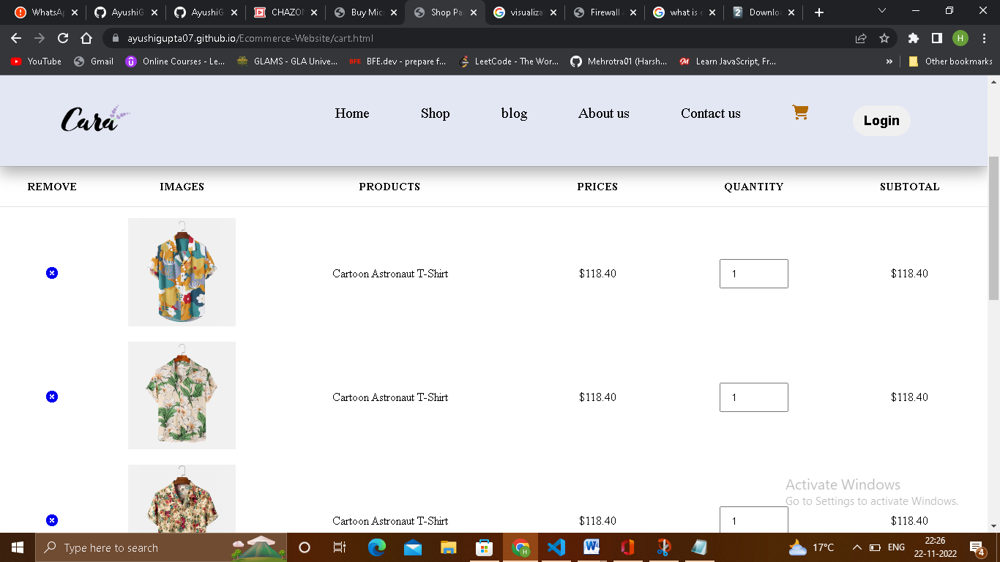 WhatsAp
AyushiG
AyushiG
CHAZON
Buy Micr
Shop Pa
visualiza
Firewall
what is e
Downlo
ayushigupta07.github.io/Ecommerce-Website/cart.html
H
YouTube
Gmail
Online Courses - Le...
GLAMS - GLA Unive...
BFE BFE.dev - prepare f...
LeetCode - The Wor...
Mehrotra01 (Harsh...
Learn JavaScript, Fr...
»
Other bookmarks
Cara
Home
Shop
blog
About us
Contact us
Login
REMOVE IMAGES PRODUCTS PRICES QUANTITY SUBTOTAL
Cartoon Astronaut T-Shirt $118.40 1 $118.40
Cartoon Astronaut T-Shirt $118.40 1 $118.40
Cartoon Astronaut T-Shirt $118.40 1 $118.40
Activate Windows
Go to Settings to activate Windows.
Type here to search
17°C
ENG
22:26
22-11-2022
4